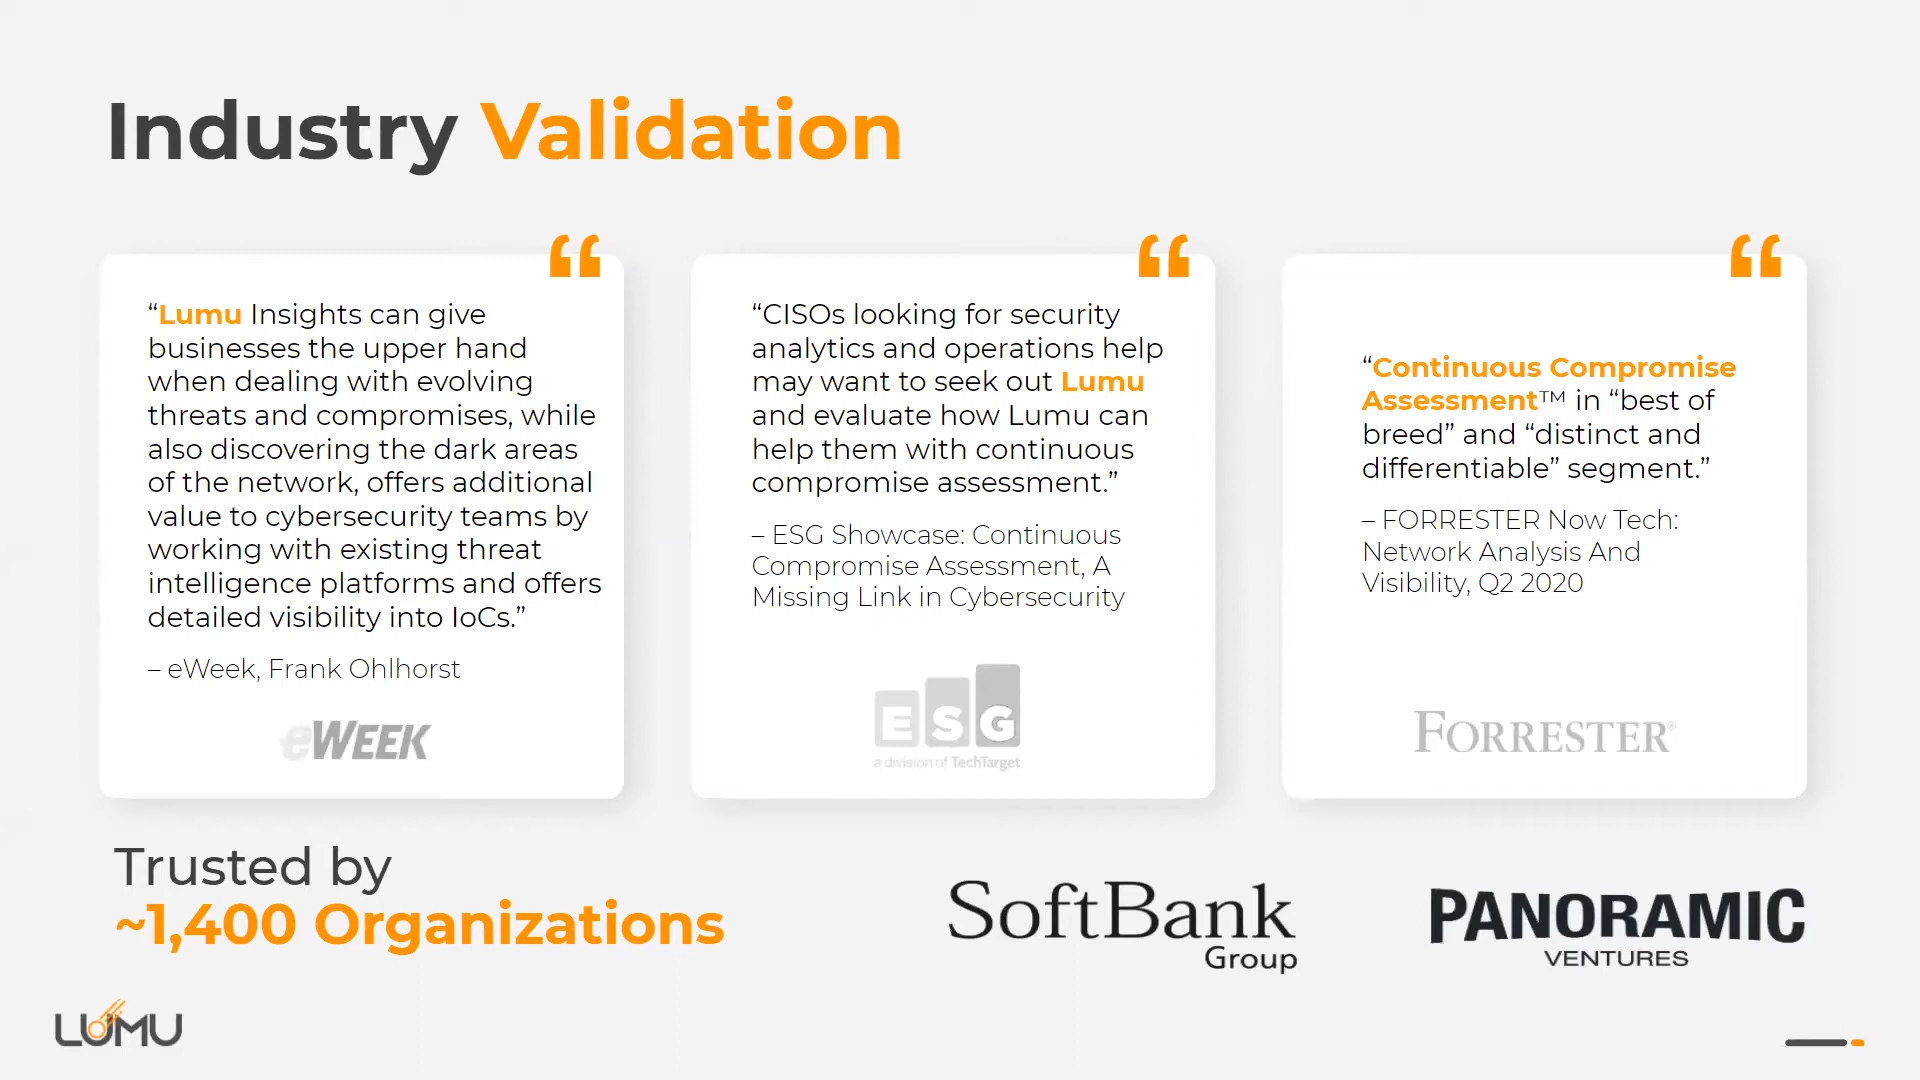 Industry Validation
“Lumu Insights can give
businesses the upper hand
when dealing with evolving
threats and compromises, while
also discovering the dark areas
of the network, offers additional
value to cybersecurity teams by
working with existing threat
intelligence platforms and offers
detailed visibility into IoCs.”
– eWeek, Frank Ohlhorst
eWEEK
“CISOs looking for security
analytics and operations help
may want to seek out Lumu
and evaluate how Lumu can
help them with continuous
compromise assessment.”
– ESG Showcase: Continuous
Compromise Assessment, A
Missing Link in Cybersecurity
ESG
a division of TechTarget
“Continuous Compromise
Assessment™ in “best of
breed” and “distinct and
differentiable” segment.”
– FORRESTER Now Tech:
Network Analysis And
Visibility, Q2 2020
FORRESTER®
Trusted by
~1,400 Organizations
SoftBank
Group
PANORAMIC
VENTURES
LUMU